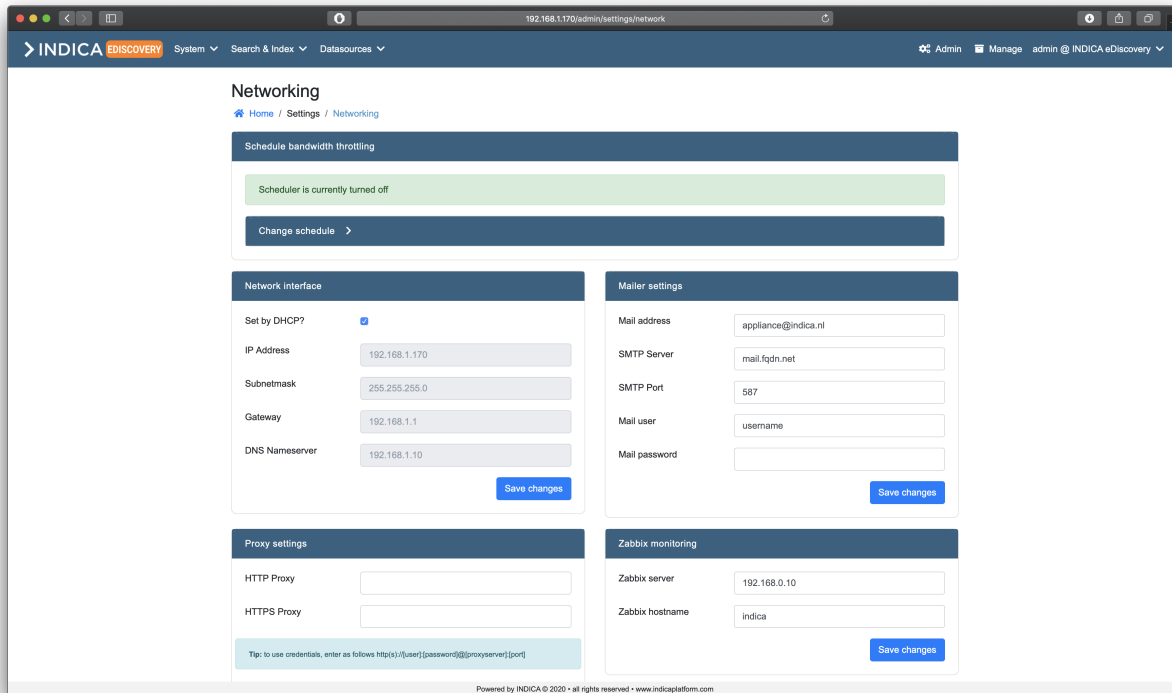 192.168.1.170/admin/settings/network
INDICA EDISCOVERY System Search & Index Datasources Admin Manage admin @ INDICA eDiscovery
Networking
Home / Settings / Networking
Schedule bandwidth throttling
Scheduler is currently turned off
Change schedule
Network interface
Set by DHCP?
IP Address 192.168.1.170
Subnetmask 255.255.255.0
Gateway 192.168.1.1
DNS Nameserver 192.168.1.10
Save changes
Mailer settings
Mail address appliance@indica.nl
SMTP Server mail.fqdn.net
SMTP Port 587
Mail user username
Mail password
Save changes
Proxy settings
HTTP Proxy
HTTPS Proxy
Tip: to use credentials, enter as follows http(s)://[user]:[password]@[proxyserver]:[port]
Zabbix monitoring
Zabbix server 192.168.0.10
Zabbix hostname indica
Save changes
Powered by INDICA © 2020 • all rights reserved • www.indicaplatform.com